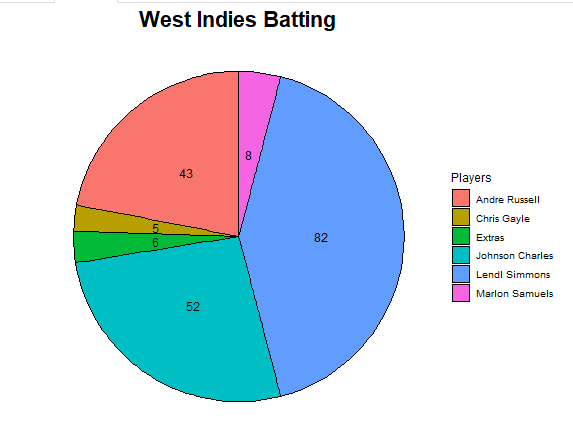 West Indies Batting
8
43
5
6
82
52
Players
Andre Russell
Chris Gayle
Extras
Johnson Charles
Lendl Simmons
Marlon Samuels